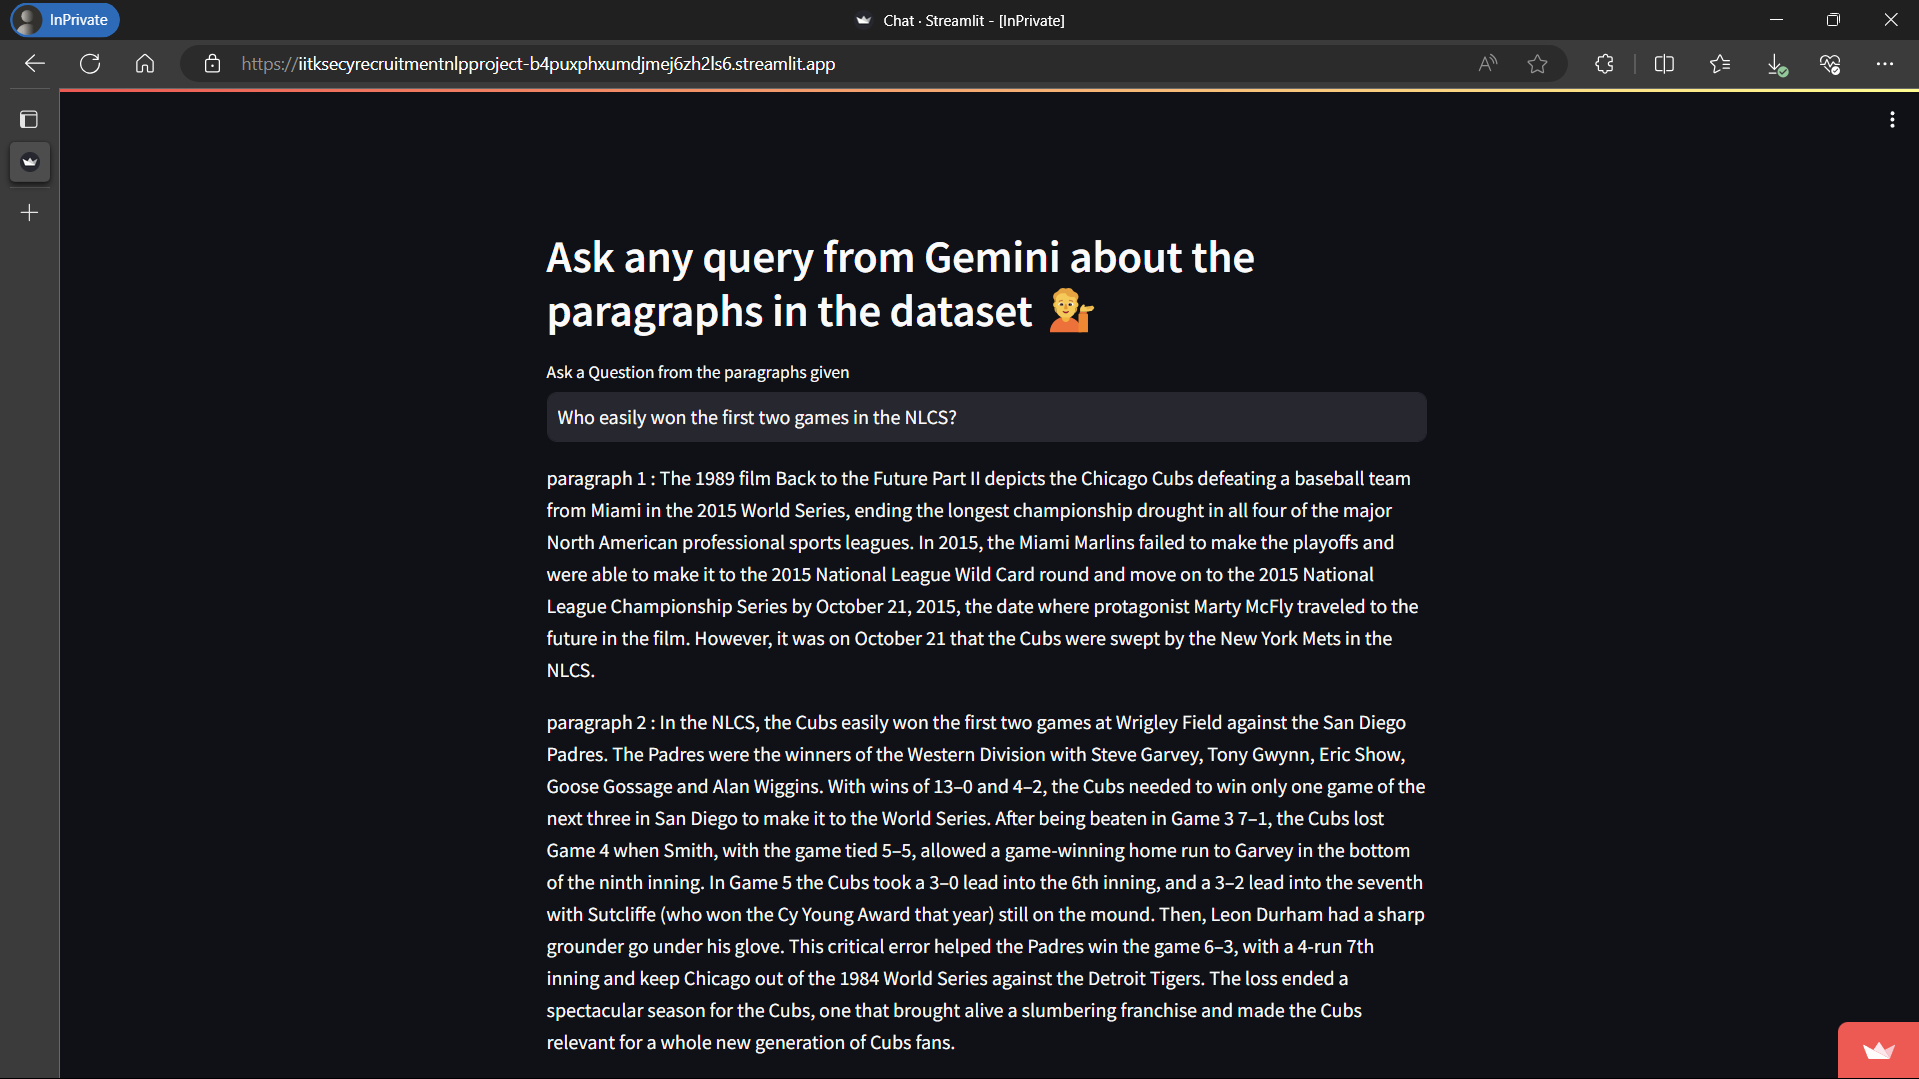 InPrivate
Chat · Streamlit - [InPrivate]
https://iitksecyrecruitmentnlpproject-b4puxphxumdjmej6zh2ls6.streamlit.app
Ask any query from Gemini about the
paragraphs in the dataset 💁
Ask a Question from the paragraphs given
Who easily won the first two games in the NLCS?
paragraph 1 : The 1989 film Back to the Future Part II depicts the Chicago Cubs defeating a baseball team
from Miami in the 2015 World Series, ending the longest championship drought in all four of the major
North American professional sports leagues. In 2015, the Miami Marlins failed to make the playoffs and
were able to make it to the 2015 National League Wild Card round and move on to the 2015 National
League Championship Series by October 21, 2015, the date where protagonist Marty McFly traveled to the
future in the film. However, it was on October 21 that the Cubs were swept by the New York Mets in the
NLCS.
paragraph 2 : In the NLCS, the Cubs easily won the first two games at Wrigley Field against the San Diego
Padres. The Padres were the winners of the Western Division with Steve Garvey, Tony Gwynn, Eric Show,
Goose Gossage and Alan Wiggins. With wins of 13–0 and 4–2, the Cubs needed to win only one game of the
next three in San Diego to make it to the World Series. After being beaten in Game 3 7–1, the Cubs lost
Game 4 when Smith, with the game tied 5–5, allowed a game-winning home run to Garvey in the bottom
of the ninth inning. In Game 5 the Cubs took a 3–0 lead into the 6th inning, and a 3–2 lead into the seventh
with Sutcliffe (who won the Cy Young Award that year) still on the mound. Then, Leon Durham had a sharp
grounder go under his glove. This critical error helped the Padres win the game 6–3, with a 4-run 7th
inning and keep Chicago out of the 1984 World Series against the Detroit Tigers. The loss ended a
spectacular season for the Cubs, one that brought alive a slumbering franchise and made the Cubs
relevant for a whole new generation of Cubs fans.